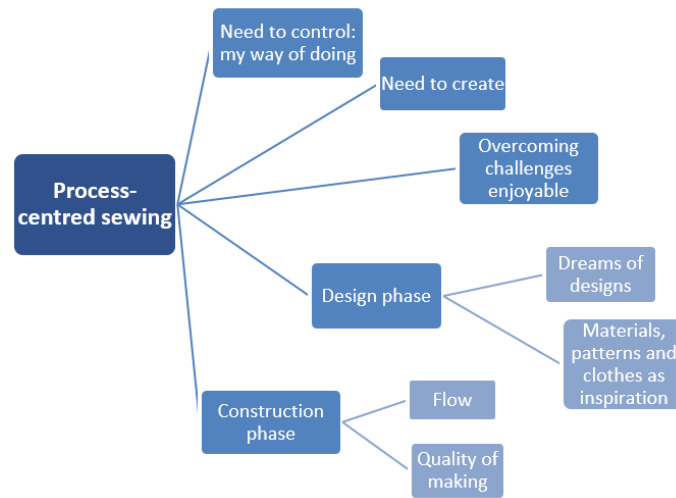 Need to control:
my way of doing
Need to create
Overcoming
challenges
enjoyable
Process-
centred sewing
Dreams of
designs
Design phase
Materials,
patterns and
clothes as
inspiration
Construction
phase
Flow
Quality of
making